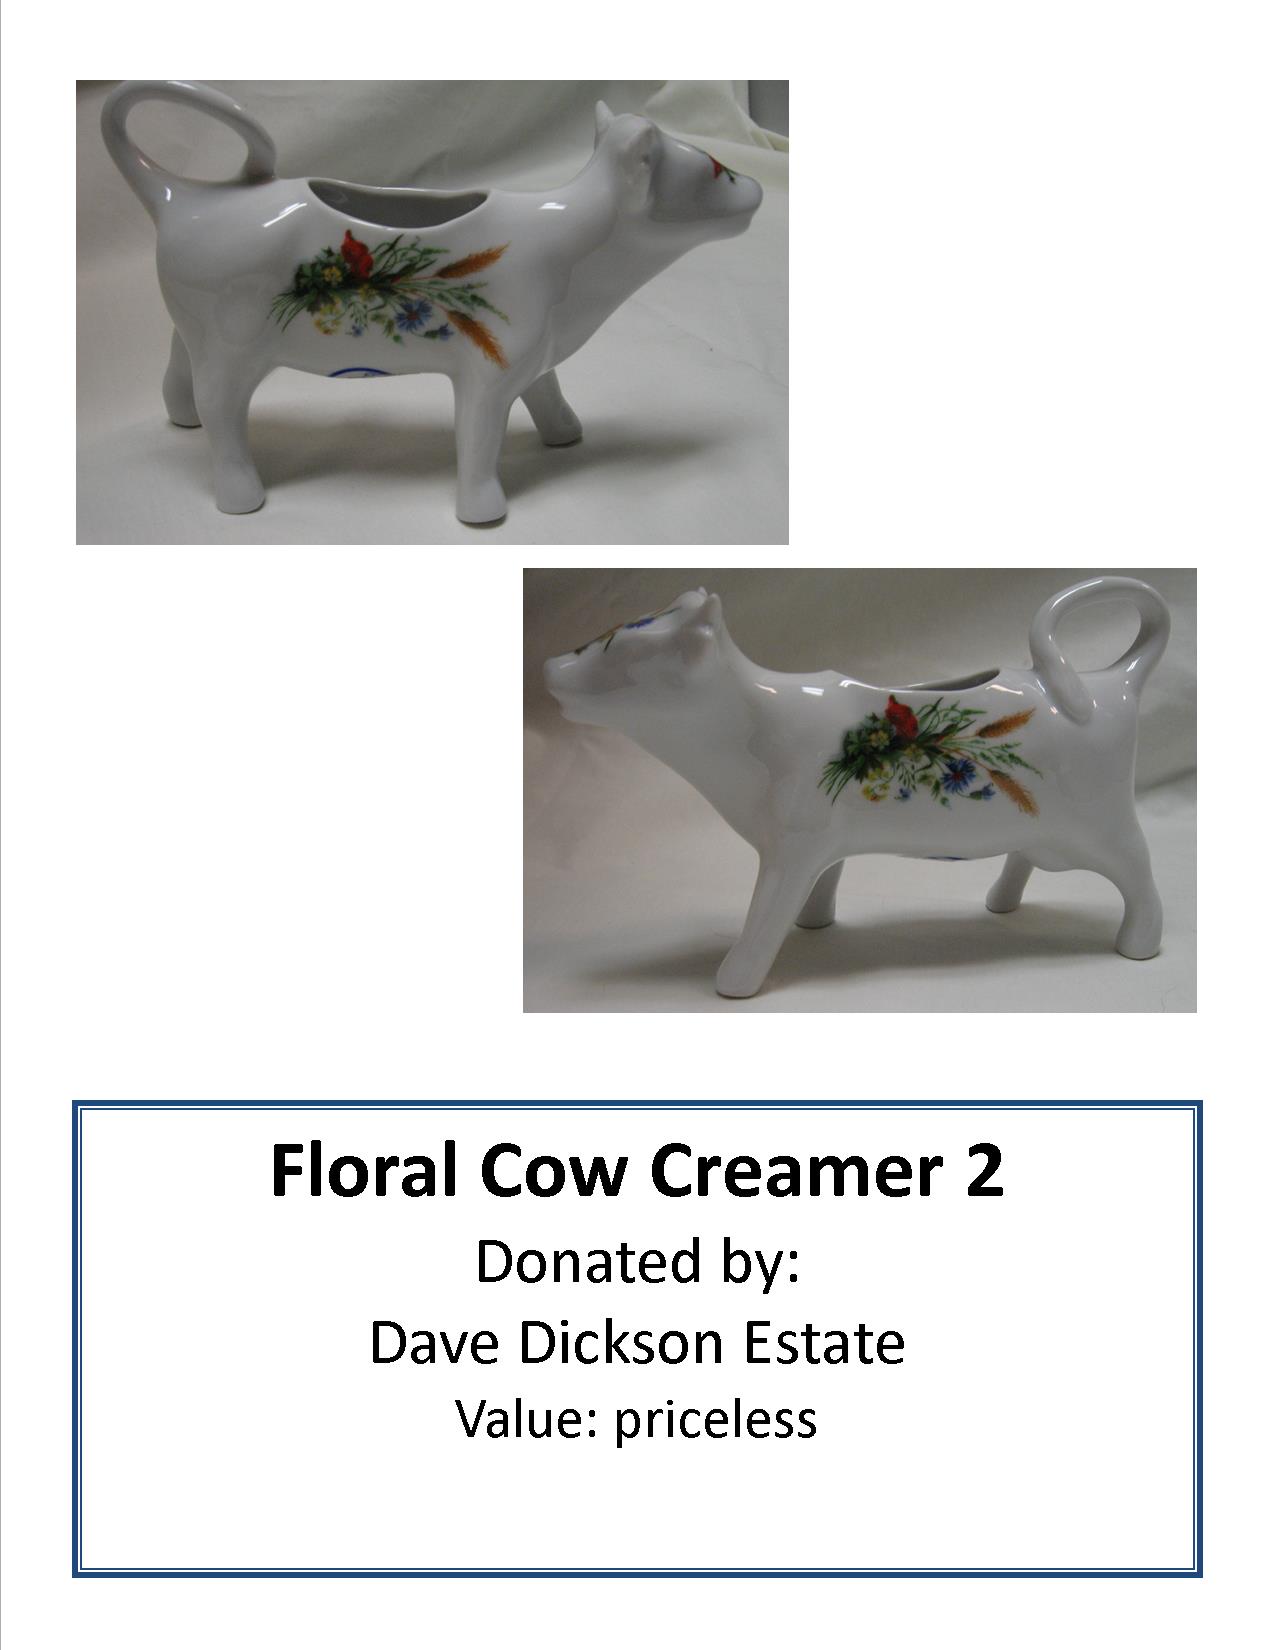 Floral Cow Creamer 2
Donated by:
Dave Dickson Estate
Value: priceless